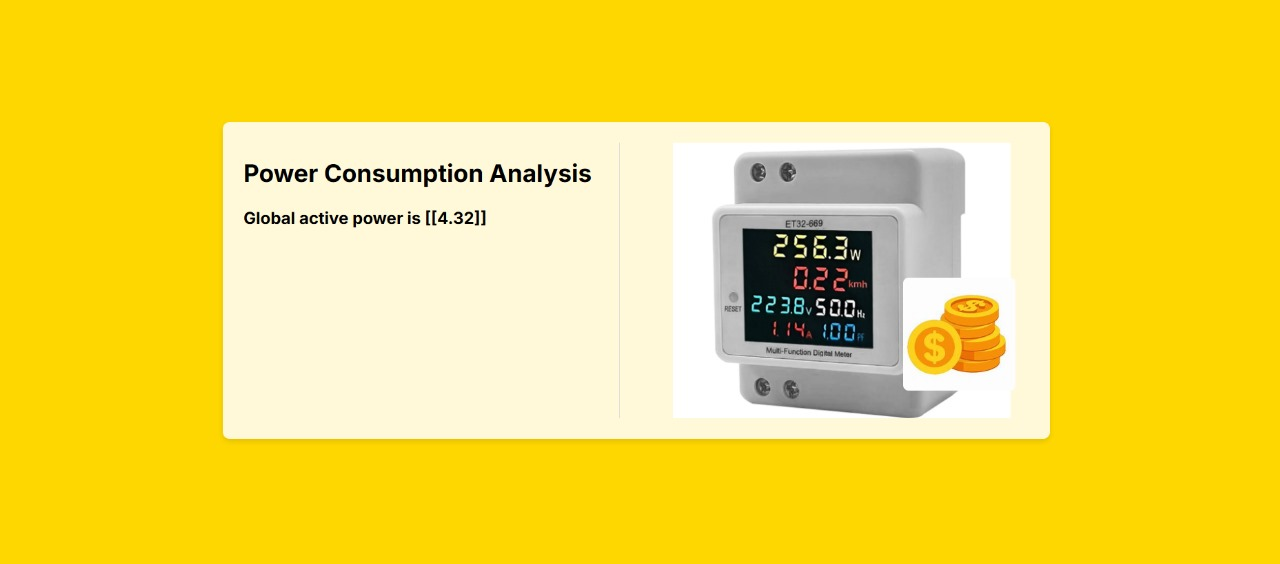 Power Consumption Analysis
Global active power is [[4.32]]
ET32-669
256.3W
0.22kmh
223.8V 50.0Hz
1.14A 1.00PF
RESET
Multi-Function Digital Meter